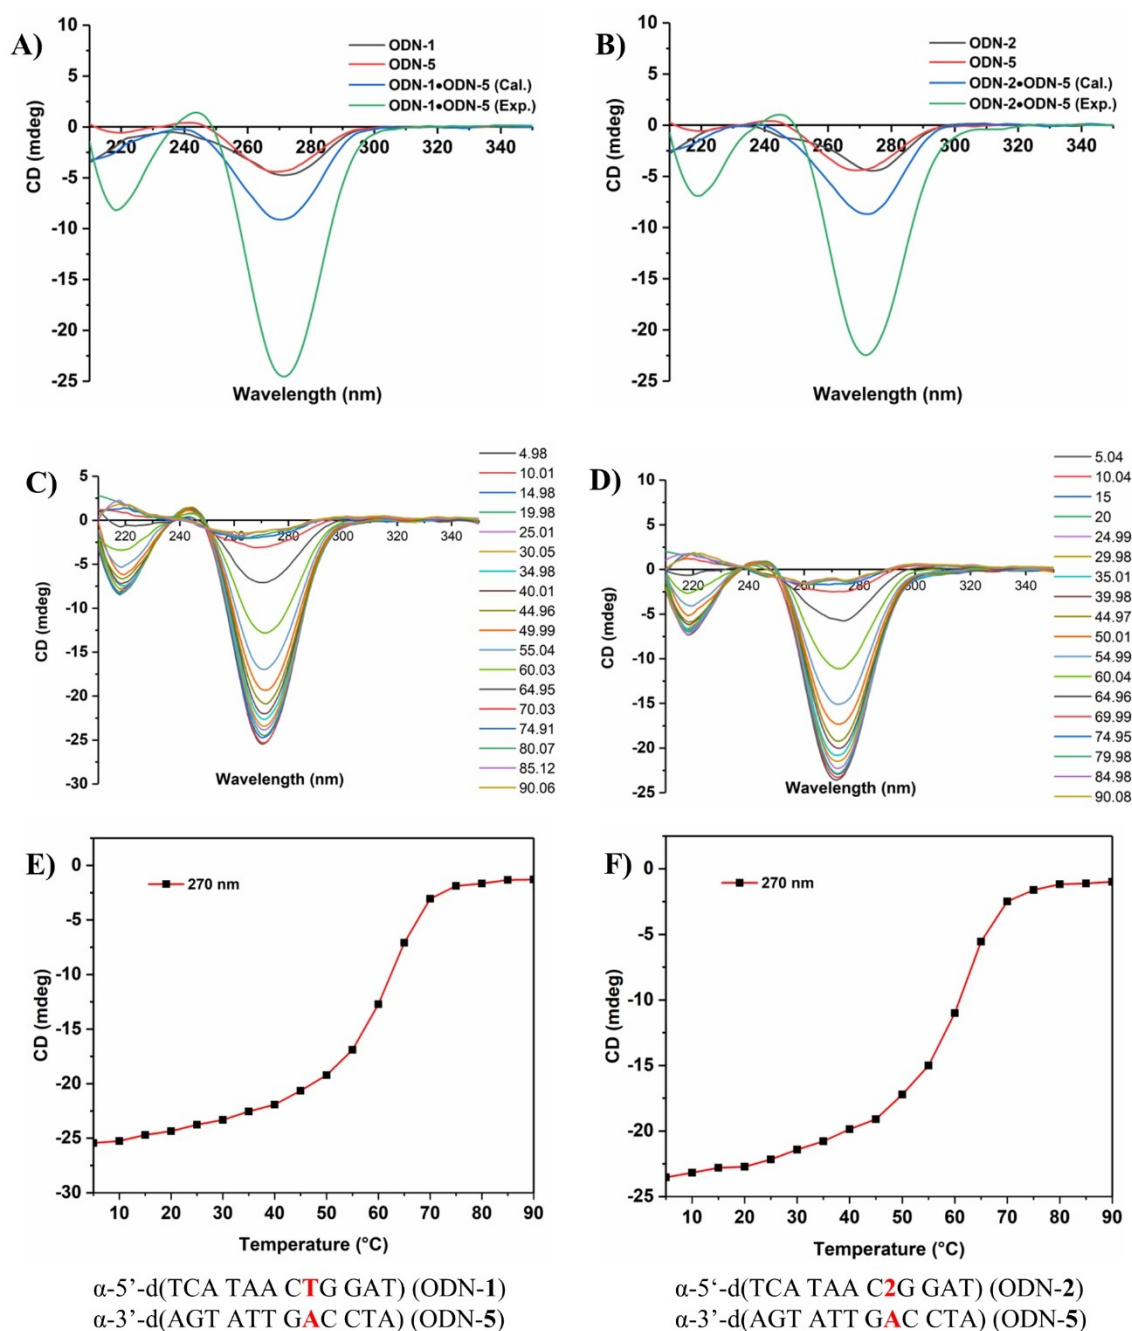 A)
CD (mdeg)
10
5
0
-5
-10
-15
-20
-25
220 240 260 280 300 320 340
Wavelength (nm)
ODN-1
ODN-5
ODN-1•ODN-5 (Cal.)
ODN-1•ODN-5 (Exp.)
B)
CD (mdeg)
10
5
0
-5
-10
-15
-20
-25
220 240 260 280 300 320 340
Wavelength (nm)
ODN-2
ODN-5
ODN-2•ODN-5 (Cal.)
ODN-2•ODN-5 (Exp.)
C)
CD (mdeg)
5
0
-5
-10
-15
-20
-25
-30
220 240 260 280 300 320 340
Wavelength (nm)
4.98
10.01
14.98
19.98
25.01
30.05
34.98
40.01
44.96
49.99
55.04
60.03
64.95
70.03
74.91
80.07
85.12
90.06
D)
CD (mdeg)
10
5
0
-5
-10
-15
-20
-25
220 240 260 280 300 320 340
Wavelength (nm)
5.04
10.04
15
20
24.99
29.98
35.01
39.98
44.97
50.01
54.99
60.04
64.96
69.99
74.95
79.98
84.98
90.08
E)
CD (mdeg)
0
-5
-10
-15
-20
-25
-30
270 nm
10 20 30 40 50 60 70 80 90
Temperature (°C)
α-5’-d(TCA TAA CTG GAT) (ODN-1)
α-3’-d(AGT ATT GAC CTA) (ODN-5)
F)
CD (mdeg)
0
-5
-10
-15
-20
-25
270 nm
10 20 30 40 50 60 70 80 90
Temperature (°C)
α-5‘-d(TCA TAA C2G GAT) (ODN-2)
α-3’-d(AGT ATT GAC CTA) (ODN-5)